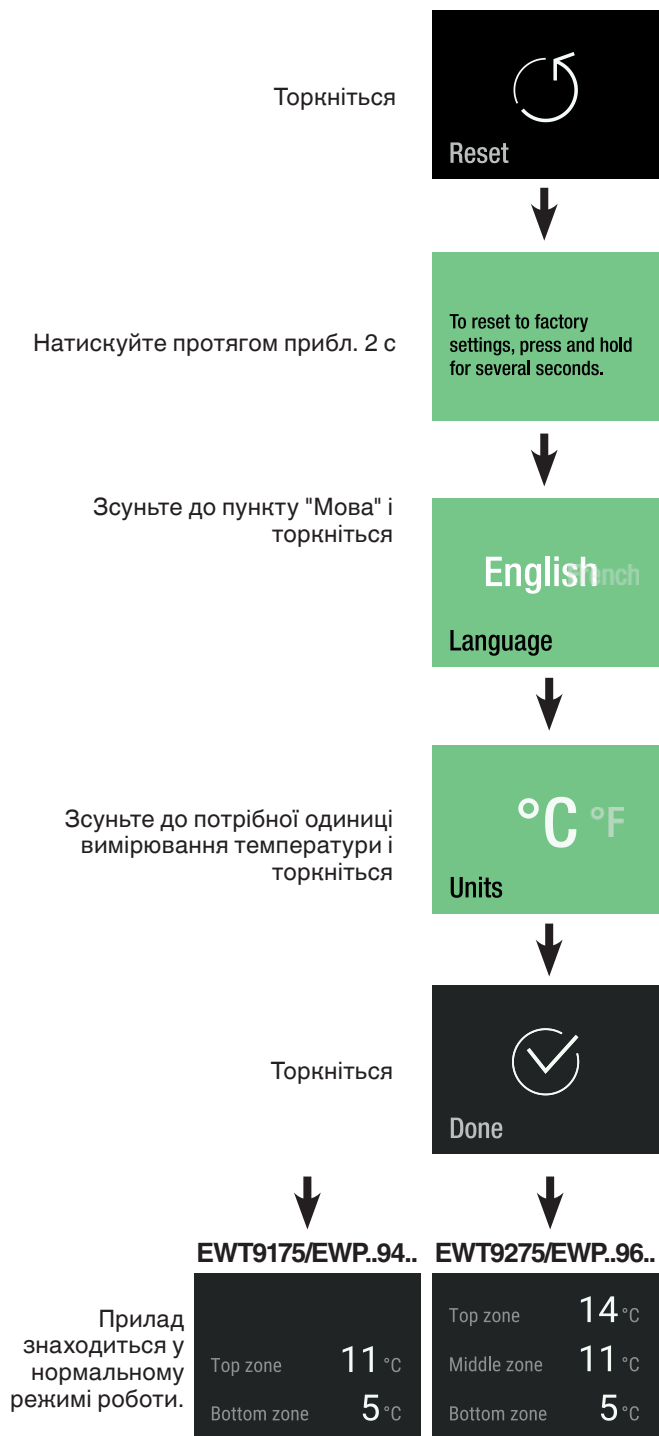 Торкніться
Reset
Натискуйте протягом прибл. 2 с
To reset to factory
settings, press and hold
for several seconds.
Зсуньте до пункту "Мова" і
торкніться
English French
Language
Зсуньте до потрібної одиниці
вимірювання температури і
торкніться
°C °F
Units
Торкніться
Done
EWT9175/EWP..94..
EWT9275/EWP..96..
Прилад
знаходиться у
нормальному
режимі роботи.
Top zone 11 °C
Bottom zone 5 °C
Top zone 14 °C
Middle zone 11 °C
Bottom zone 5 °C